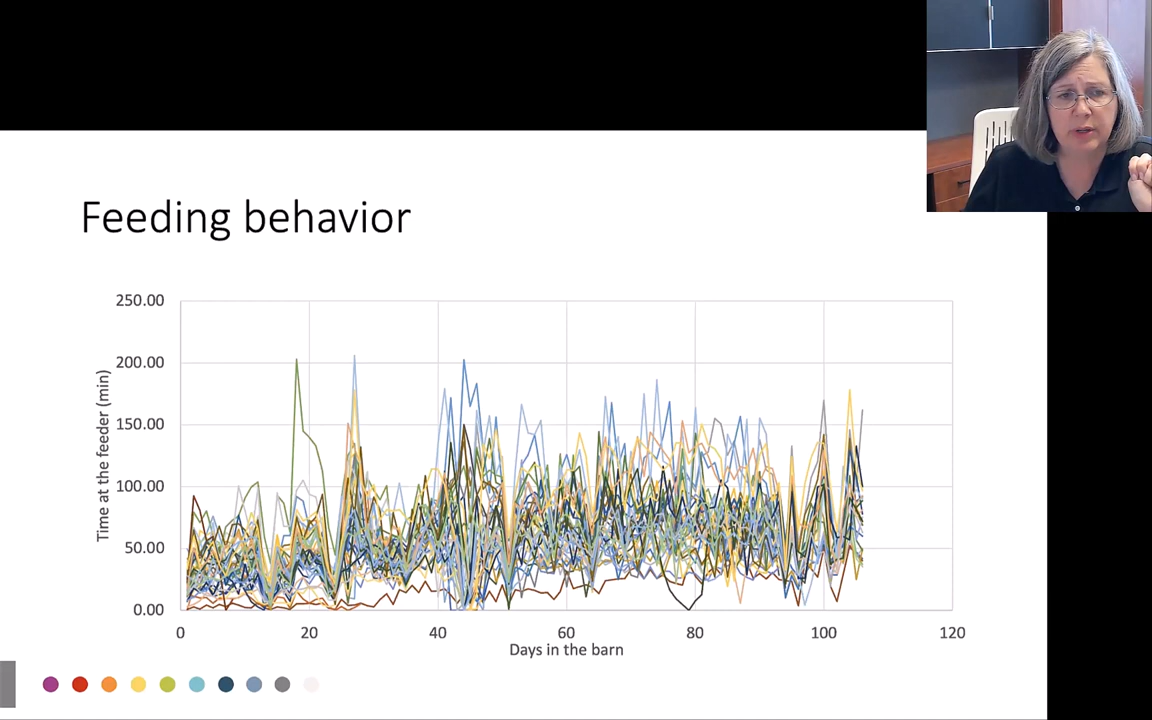 Feeding behavior
250.00
200.00
150.00
100.00
50.00
0.00
Time at the feeder (min)
0 20 40 60 80 100 120
Days in the barn